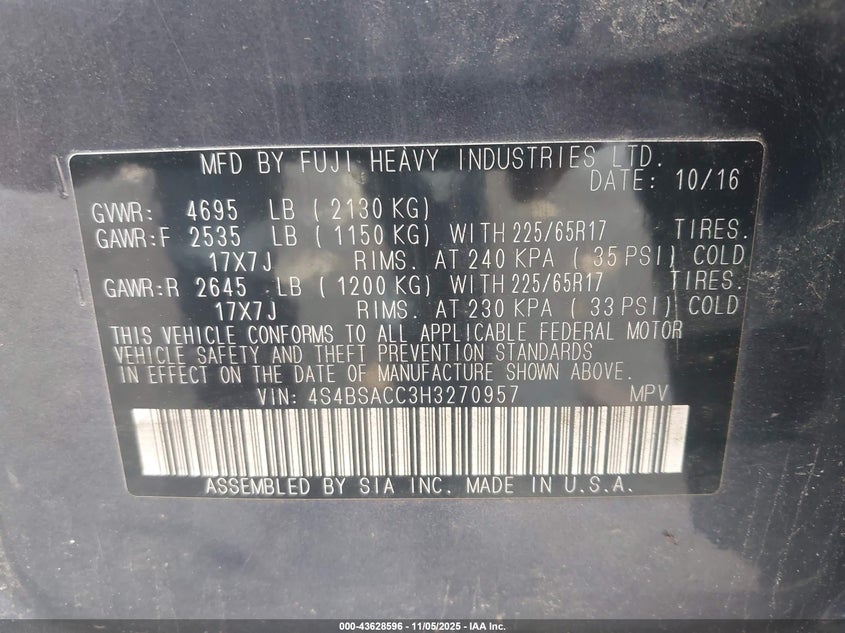 MFD BY FUJI HEAVY INDUSTRIES LTD.
DATE: 10/16
GVWR: 4695 LB ( 2130 KG)
GAWR:F 2535 LB ( 1150 KG) WITH 225/65R17 TIRES.
17X7J RIMS. AT 240 KPA ( 35 PSI) COLD
GAWR:R 2645 LB ( 1200 KG) WITH 225/65R17 TIRES.
17X7J RIMS. AT 230 KPA ( 33 PSI) COLD
THIS VEHICLE CONFORMS TO ALL APPLICABLE FEDERAL MOTOR
VEHICLE SAFETY AND THEFT PREVENTION STANDARDS
IN EFFECT ON THE DATE OF MANUFACTURE SHOWN ABOVE.
VIN: 4S4BSACC3H3270957 MPV
ASSEMBLED BY SIA INC. MADE IN U.S.A.
000-43628596 - 11/05/2025 - IAA Inc.